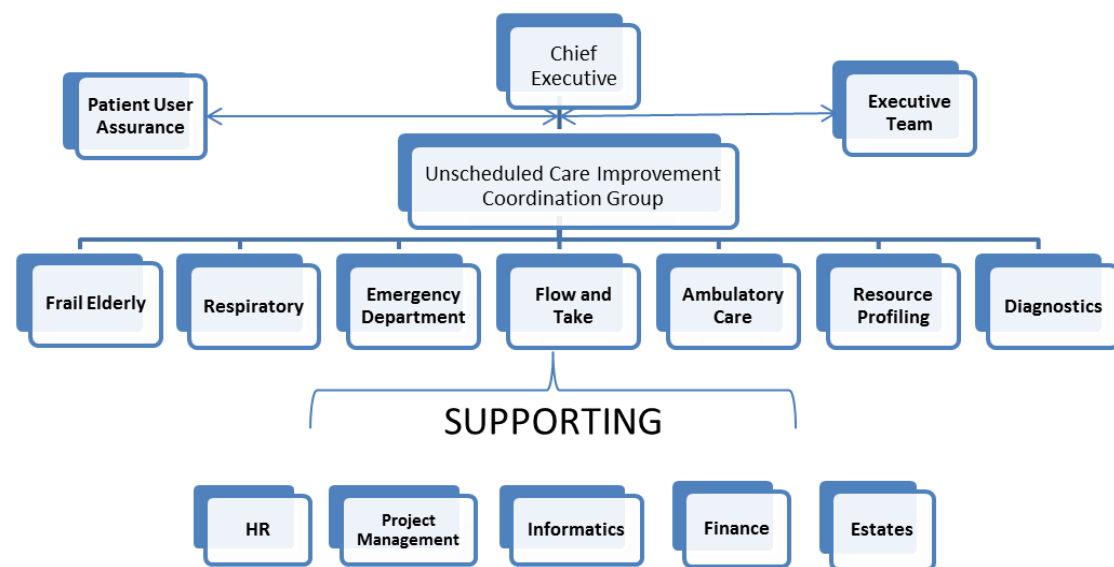 Chief
Executive
Patient User
Assurance
Executive
Team
Unscheduled Care Improvement
Coordination Group
Frail Elderly
Respiratory
Emergency
Department
Flow and
Take
Ambulatory
Care
Resource
Profiling
Diagnostics
SUPPORTING
HR
Project
Management
Informatics
Finance
Estates